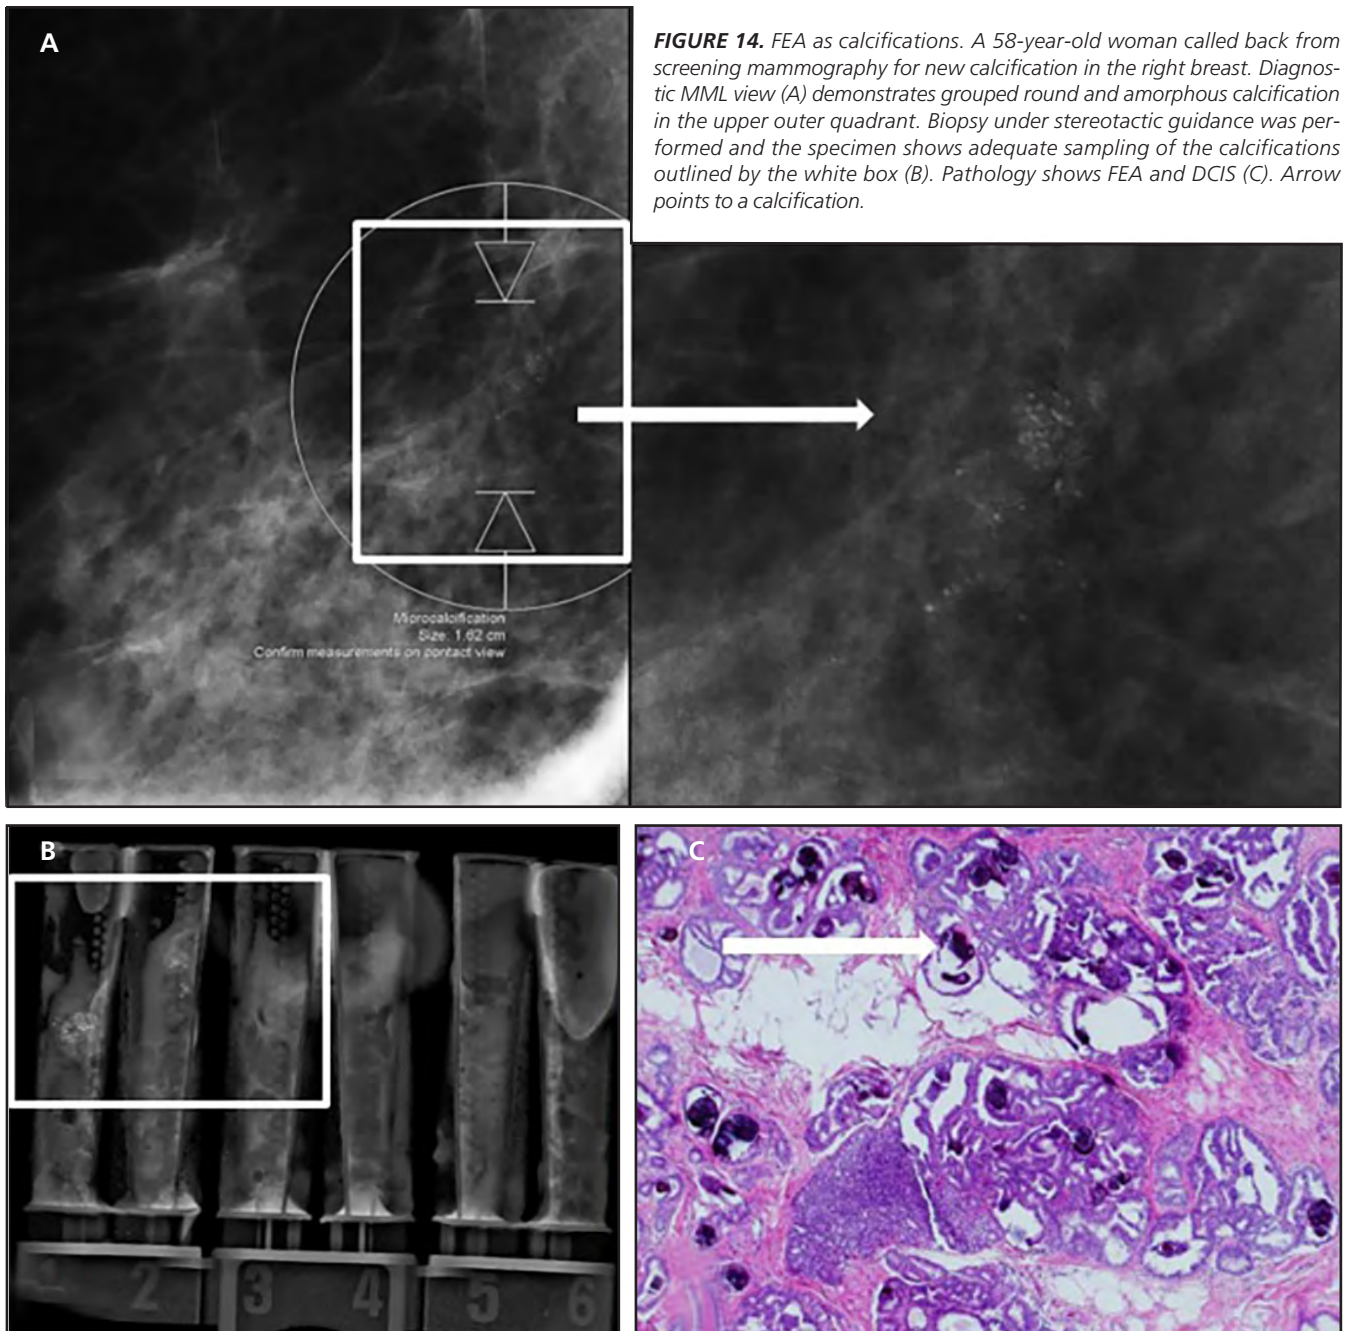 A
FIGURE 14. FEA as calcifications. A 58-year-old woman called back from
screening mammography for new calcification in the right breast. Diagnos-
tic MML view (A) demonstrates grouped round and amorphous calcification
in the upper outer quadrant. Biopsy under stereotactic guidance was per-
formed and the specimen shows adequate sampling of the calcifications
outlined by the white box (B). Pathology shows FEA and DCIS (C). Arrow
points to a calcification.
Microcalcification
Size: 1.62 cm
Confirm measurements on contact view
B
2 3 4 5 6
C